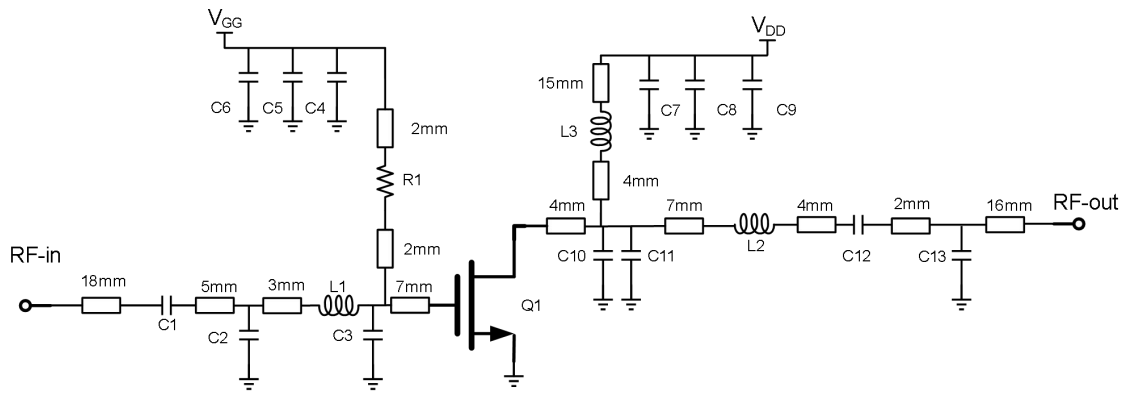 V_GG
V_DD
C6
C5
C4
2mm
R1
2mm
15mm
L3
4mm
C7
C8
C9
4mm
7mm
L2
4mm
C12
2mm
16mm
RF-out
C10
C11
C13
RF-in
18mm
C1
5mm
C2
3mm
L1
C3
7mm
Q1